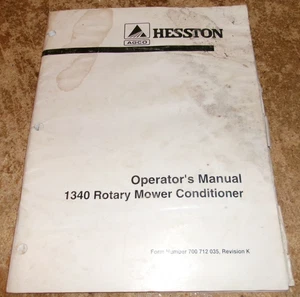 AGCO
HESSTON
Operator's Manual
1340 Rotary Mower Conditioner
Form Number 700 712 035, Revision K